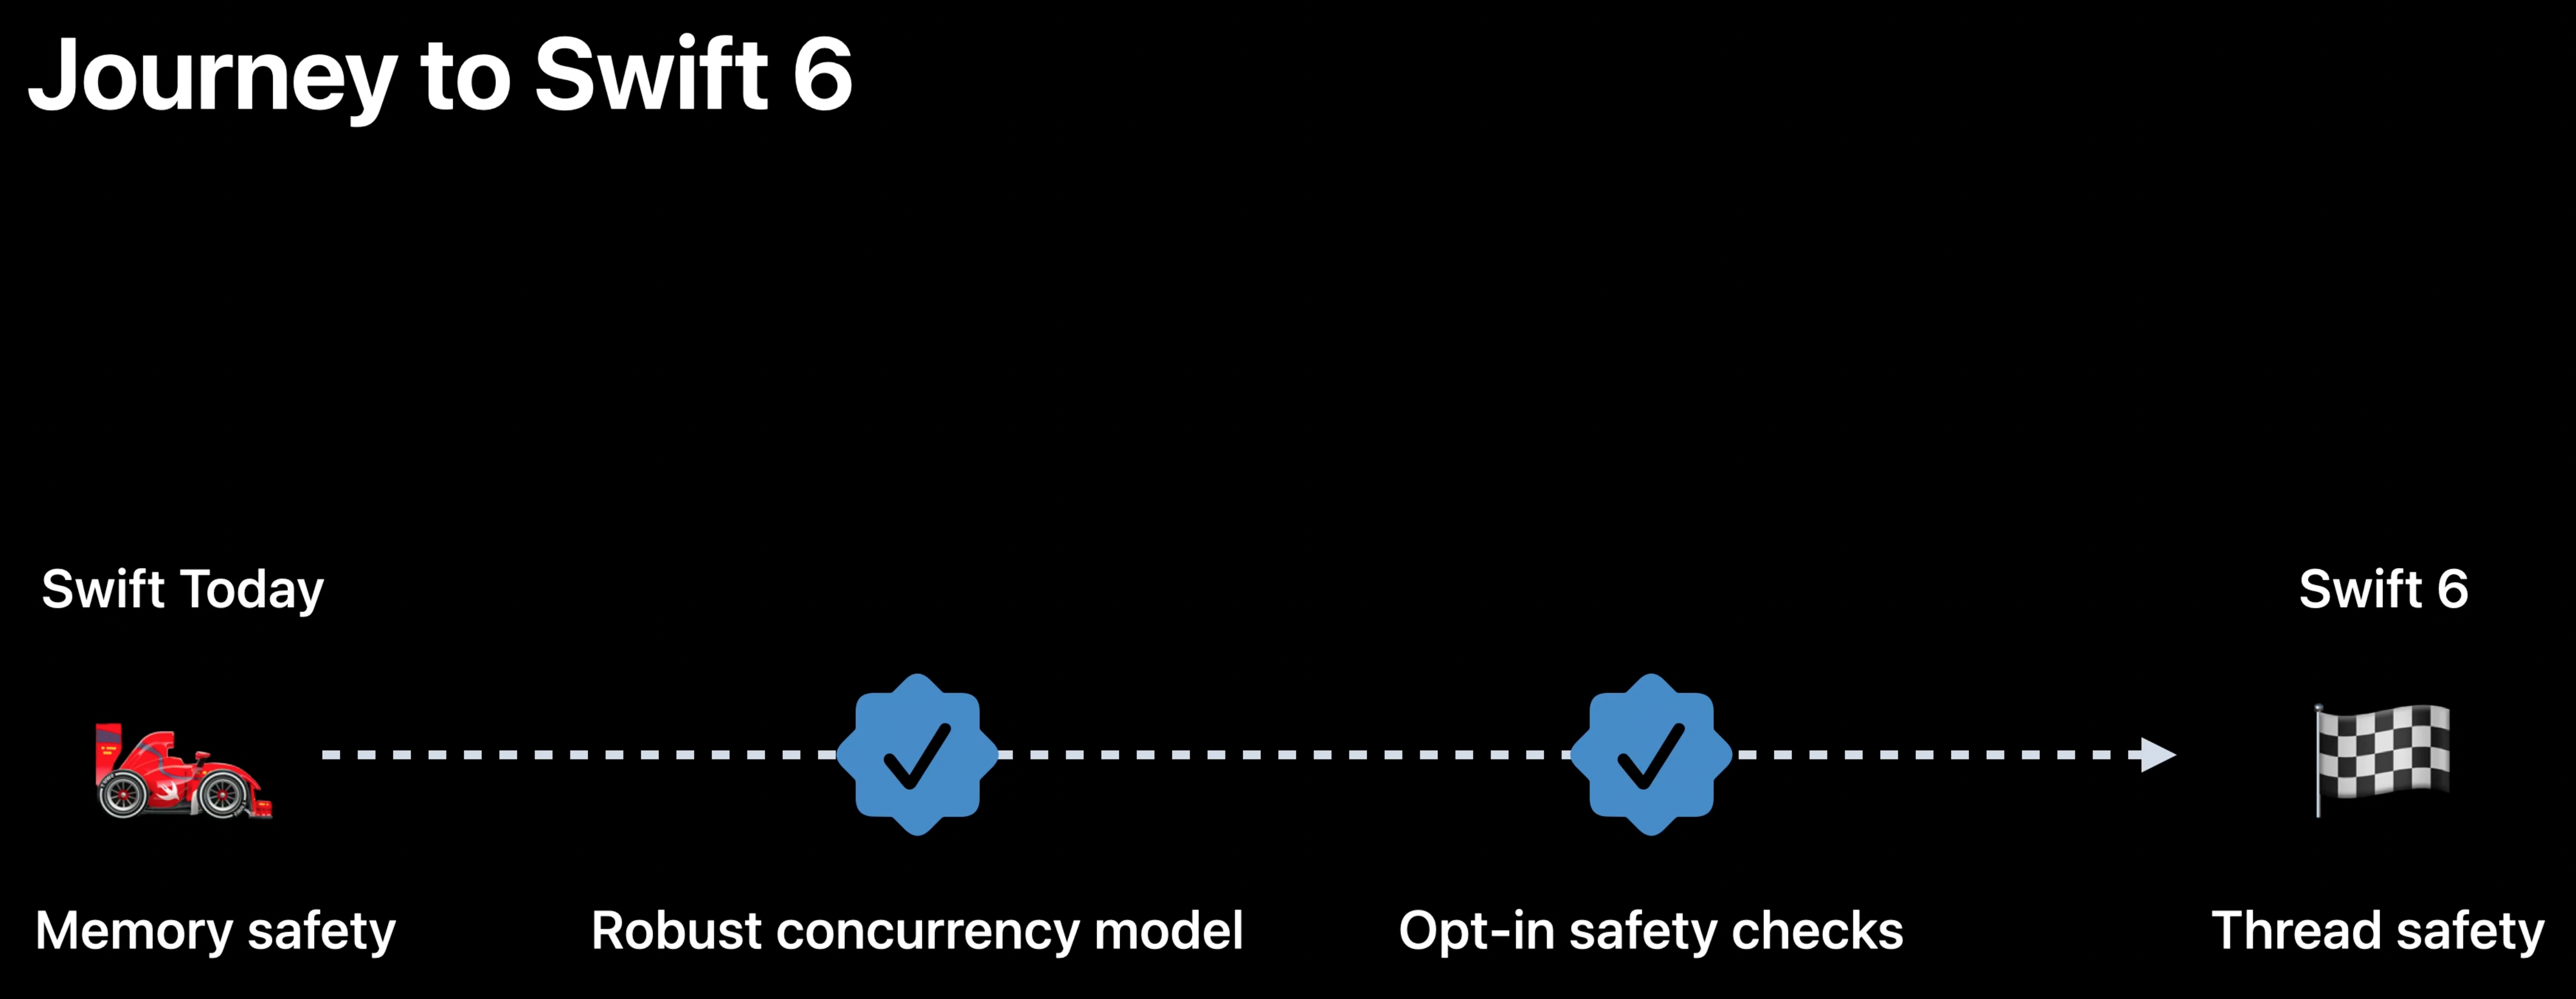 Journey to Swift 6
Swift Today
Swift 6
Memory safety
Robust concurrency model
Opt-in safety checks
Thread safety